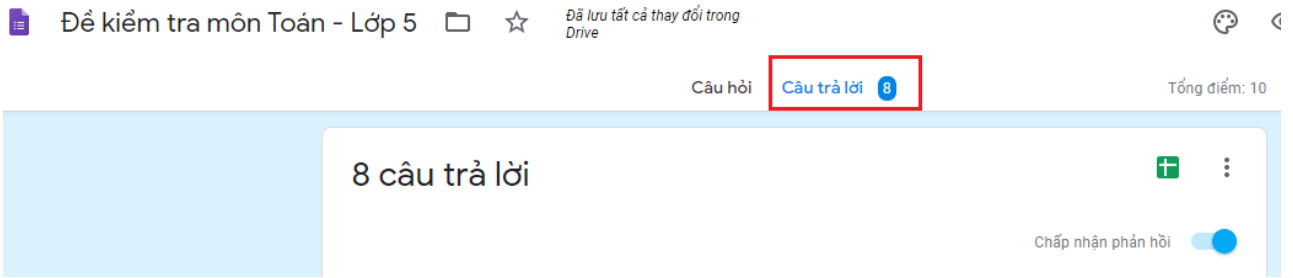 Đề kiểm tra môn Toán - Lớp 5
Đã lưu tất cả thay đổi trong
Drive
Câu hỏi
Câu trả lời 8
Tổng điểm: 10
8 câu trả lời
Chấp nhận phản hồi